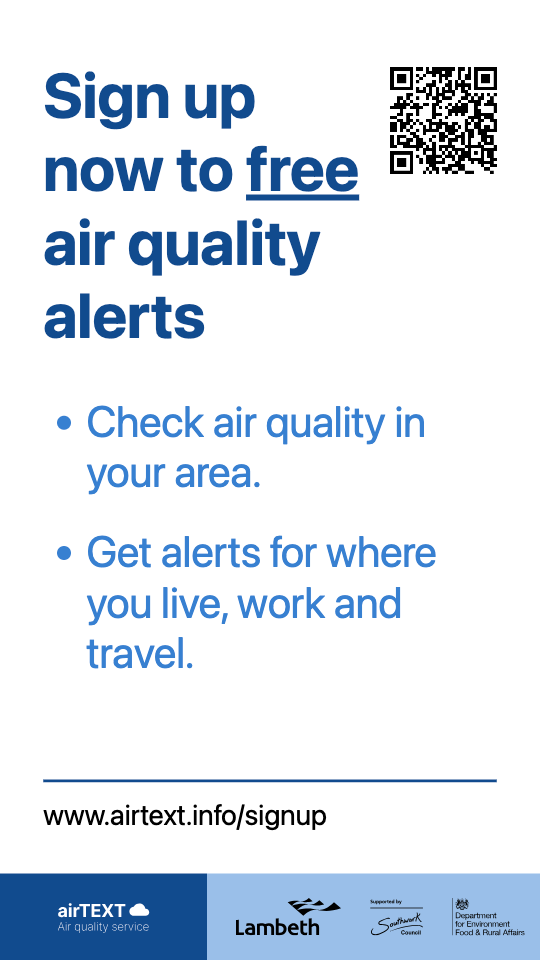 Sign up
now to free
air quality
alerts
• Check air quality in
your area.
• Get alerts for where
you live, work and
travel.
www.airtext.info/signup
airTEXT
Air quality service
Lambeth
Supported by
Southwark
Council
Department
for Environment
Food & Rural Affairs